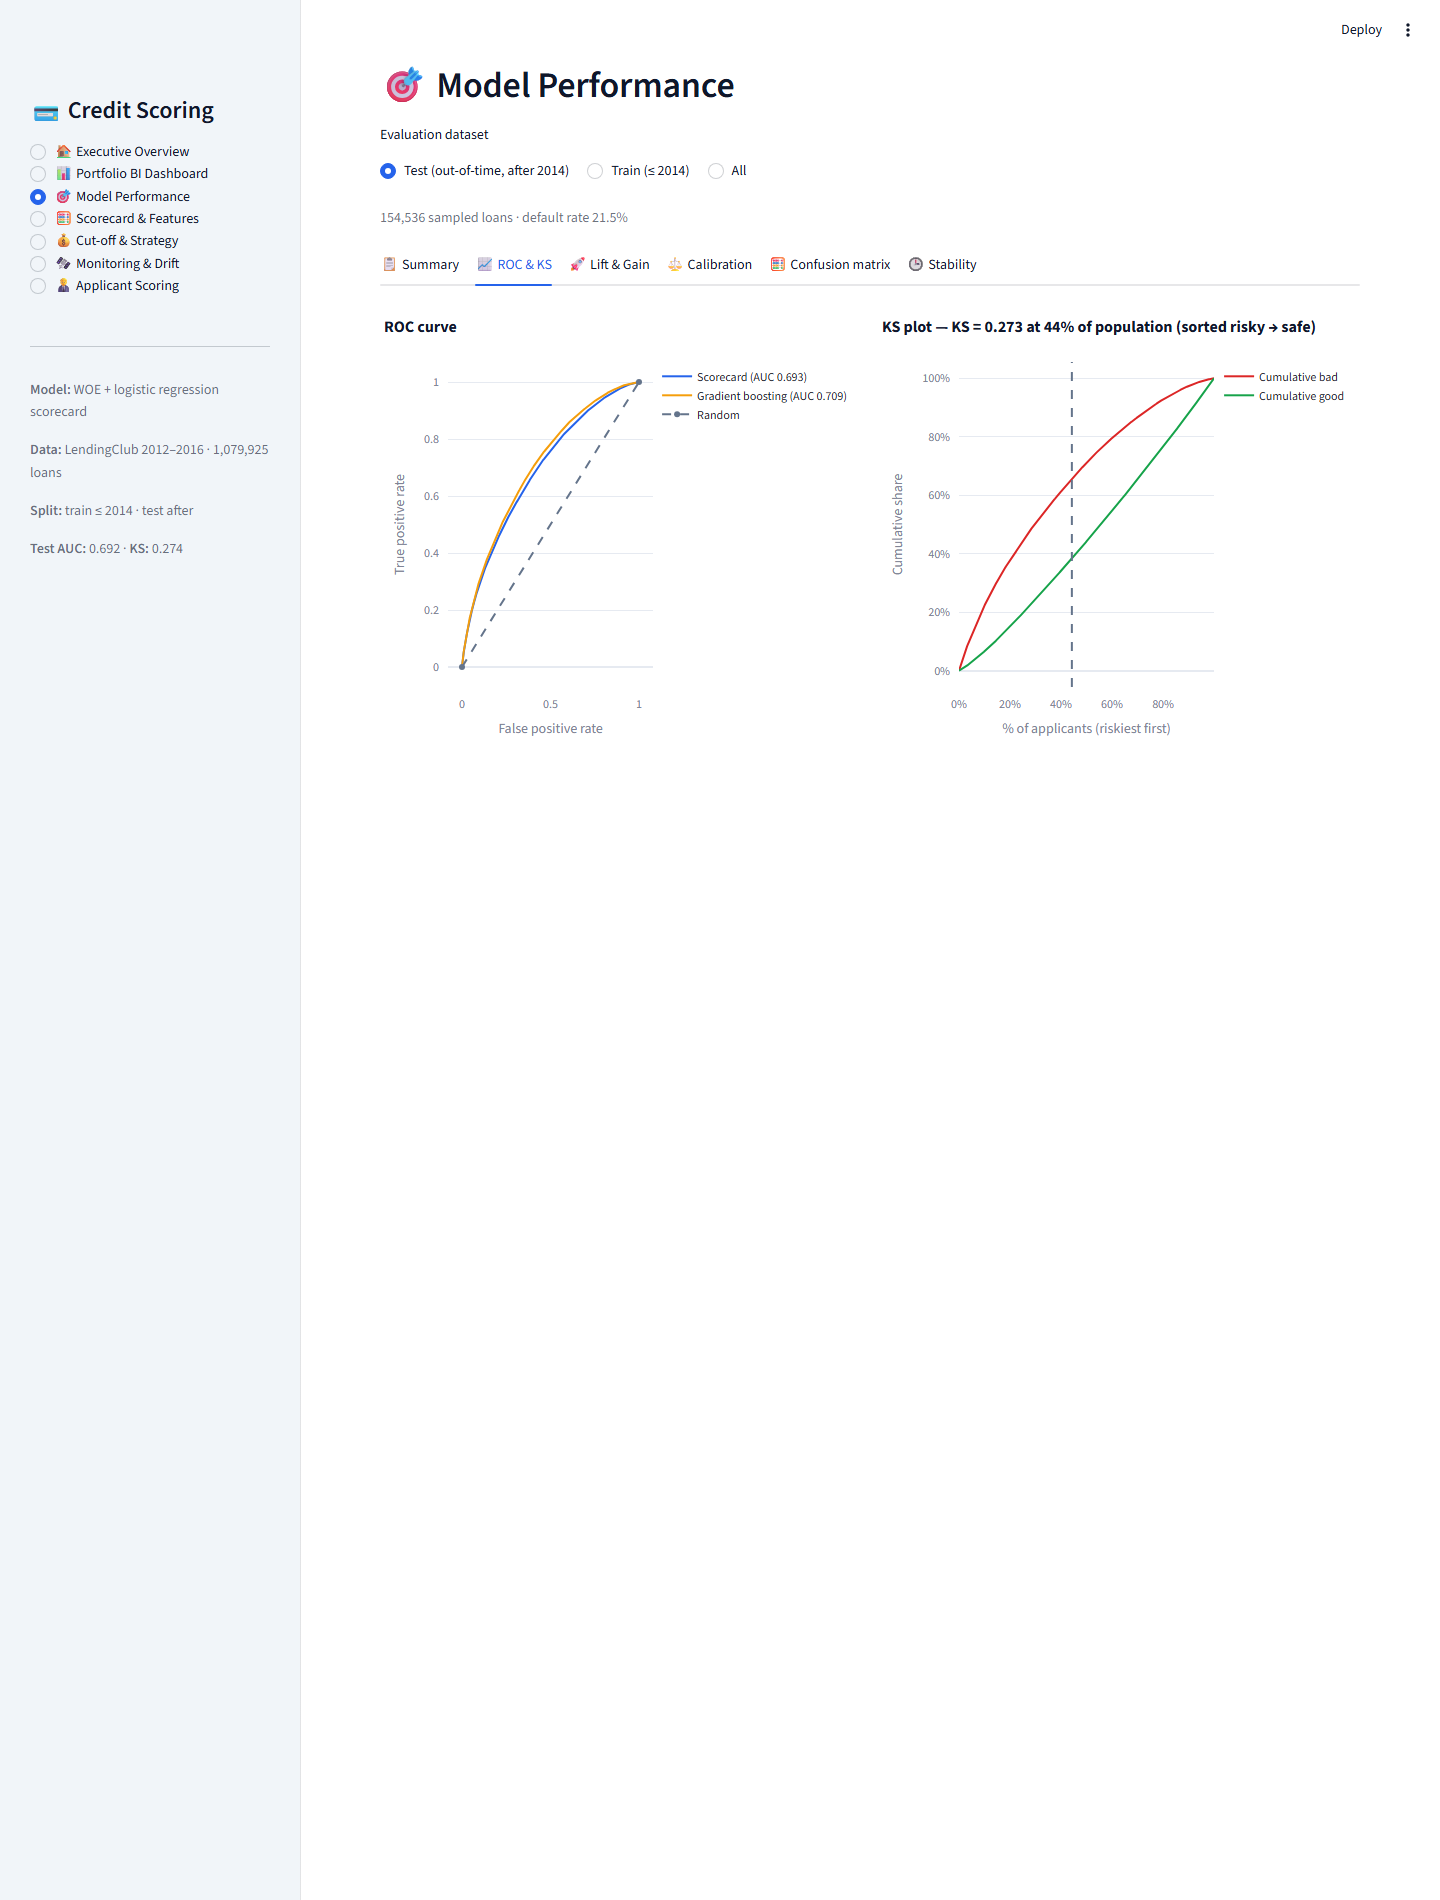 Deploy
Credit Scoring
Executive Overview
Portfolio BI Dashboard
Model Performance
Scorecard & Features
Cut-off & Strategy
Monitoring & Drift
Applicant Scoring
Model: WOE + logistic regression
scorecard
Data: LendingClub 2012–2016 · 1,079,925
loans
Split: train ≤ 2014 · test after
Test AUC: 0.692 · KS: 0.274
Model Performance
Evaluation dataset
Test (out-of-time, after 2014) Train (≤ 2014) All
154,536 sampled loans · default rate 21.5%
Summary ROC & KS Lift & Gain Calibration Confusion matrix Stability
ROC curve
Scorecard (AUC 0.693)
Gradient boosting (AUC 0.709)
Random
True positive rate
1
0.8
0.6
0.4
0.2
0
0 0.5 1
False positive rate
KS plot — KS = 0.273 at 44% of population (sorted risky → safe)
Cumulative bad
Cumulative good
Cumulative share
100%
80%
60%
40%
20%
0%
0% 20% 40% 60% 80%
% of applicants (riskiest first)